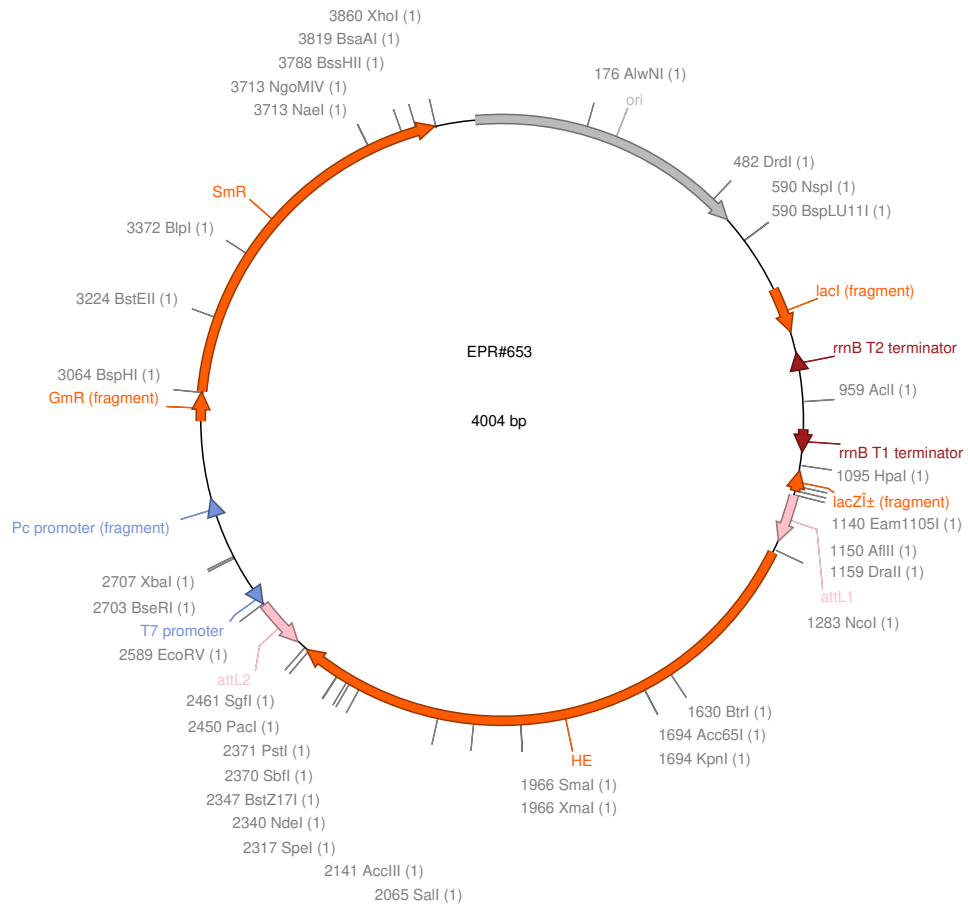 3860 XhoI (1)
3819 BsaAI (1)
3788 BssHII (1)
3713 NgoMIV (1)
3713 NaeI (1)
176 AlwNI (1)
ori
482 DrdI (1)
590 NspI (1)
590 BspLU11I (1)
SmR
3372 BlpI (1)
3224 BstEII (1)
3064 BspHI (1)
GmR (fragment)
EPR#653
4004 bp
lacI (fragment)
rrnB T2 terminator
959 AclI (1)
rrnB T1 terminator
1095 HpaI (1)
lacZÎ± (fragment)
1140 Eam1105I (1)
1150 AflIII (1)
1159 DraII (1)
attL1
1283 NcoI (1)
Pc promoter (fragment)
2707 XbaI (1)
2703 BseRI (1)
T7 promoter
2589 EcoRV (1)
attL2
2461 SgfI (1)
2450 PacI (1)
2371 PstI (1)
2370 SbfI (1)
2347 BstZ17I (1)
2340 NdeI (1)
2317 SpeI (1)
2141 AccIII (1)
2065 SalI (1)
1630 BtrI (1)
1694 Acc65I (1)
1694 KpnI (1)
HE
1966 SmaI (1)
1966 XmaI (1)